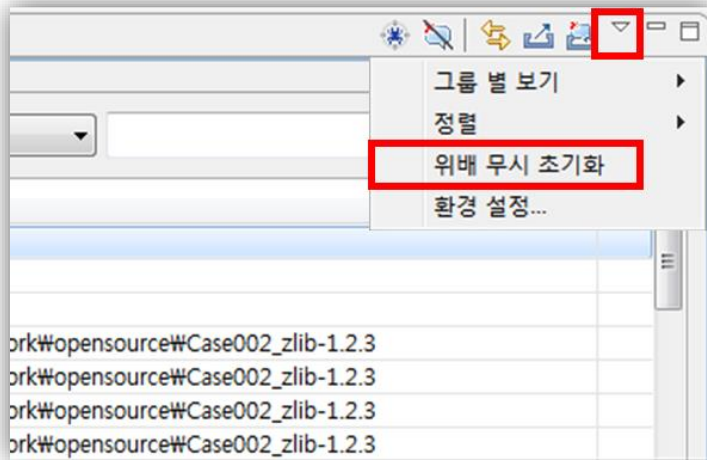 그룹 별 보기
정렬
위배 무시 초기화
환경 설정...
ork₩opensource₩Case002_zlib-1.2.3
ork₩opensource₩Case002_zlib-1.2.3
ork₩opensource₩Case002_zlib-1.2.3
ork₩opensource₩Case002_zlib-1.2.3